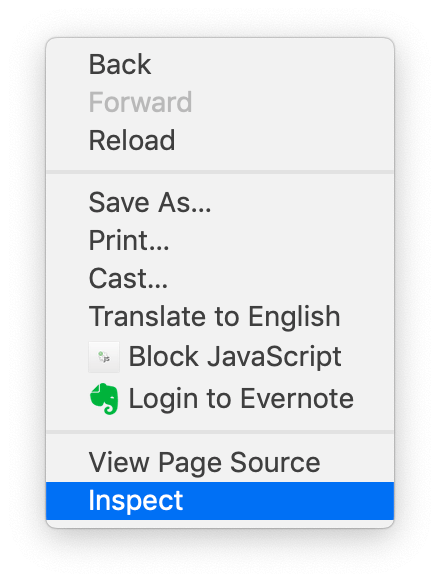 Back
Forward
Reload
Save As...
Print...
Cast...
Translate to English
Block JavaScript
Login to Evernote
View Page Source
Inspect